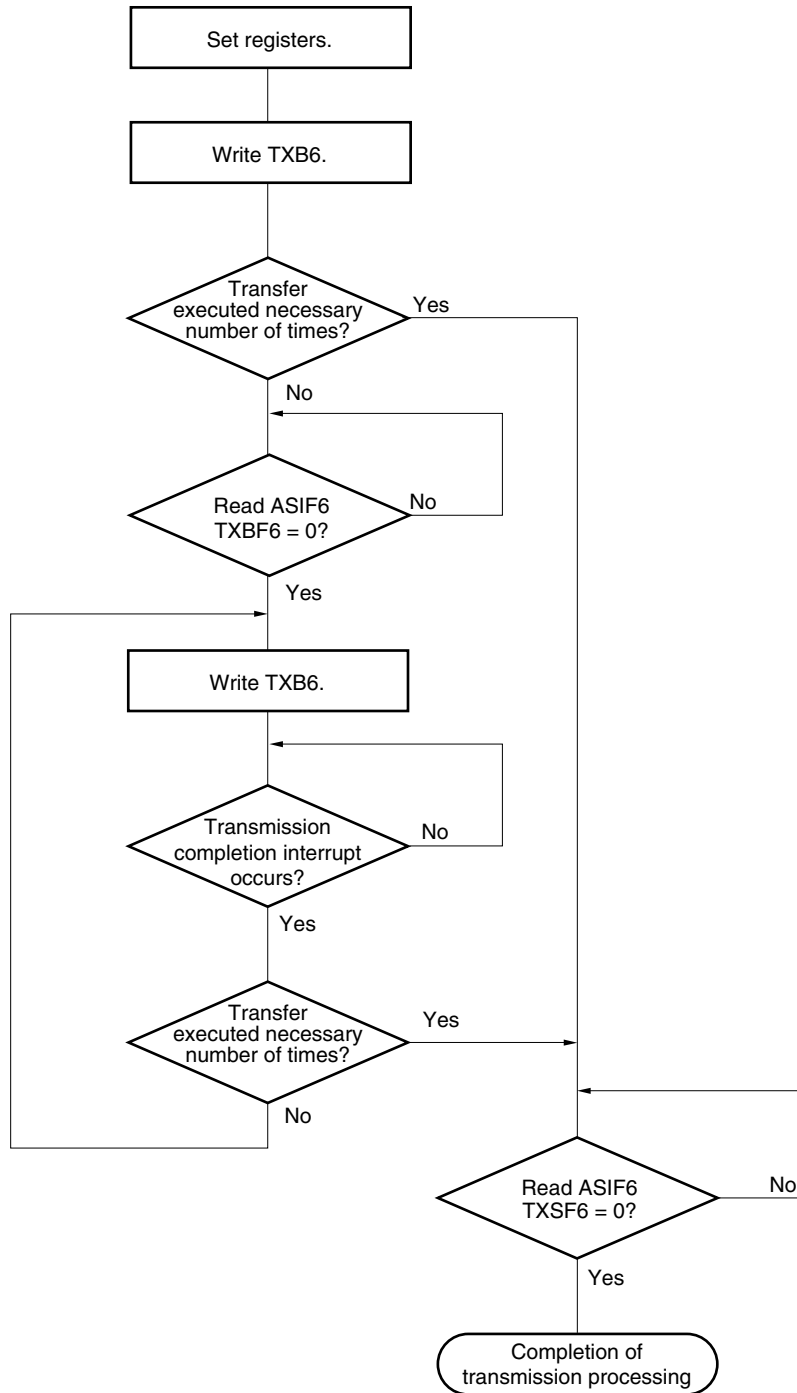 Set registers.
Write TXB6.
Transfer
executed necessary
number of times?
Yes
No
Read ASIF6
TXBF6 = 0?
No
Yes
Write TXB6.
Transmission
completion interrupt
occurs?
No
Yes
Transfer
executed necessary
number of times?
Yes
No
Read ASIF6
TXSF6 = 0?
No
Yes
Completion of
transmission processing